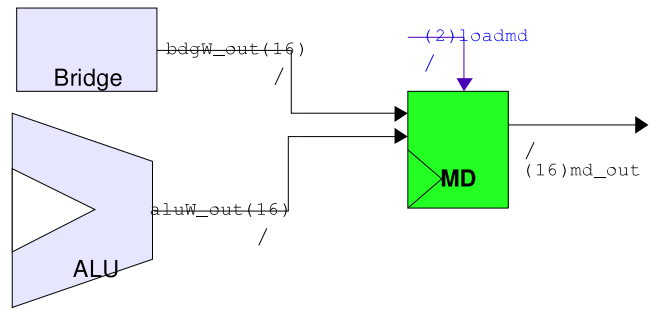 (2)loadmd
/
bdgW_out(16)
/
Bridge
MD
/
(16)md_out
aluW_out(16)
/
ALU